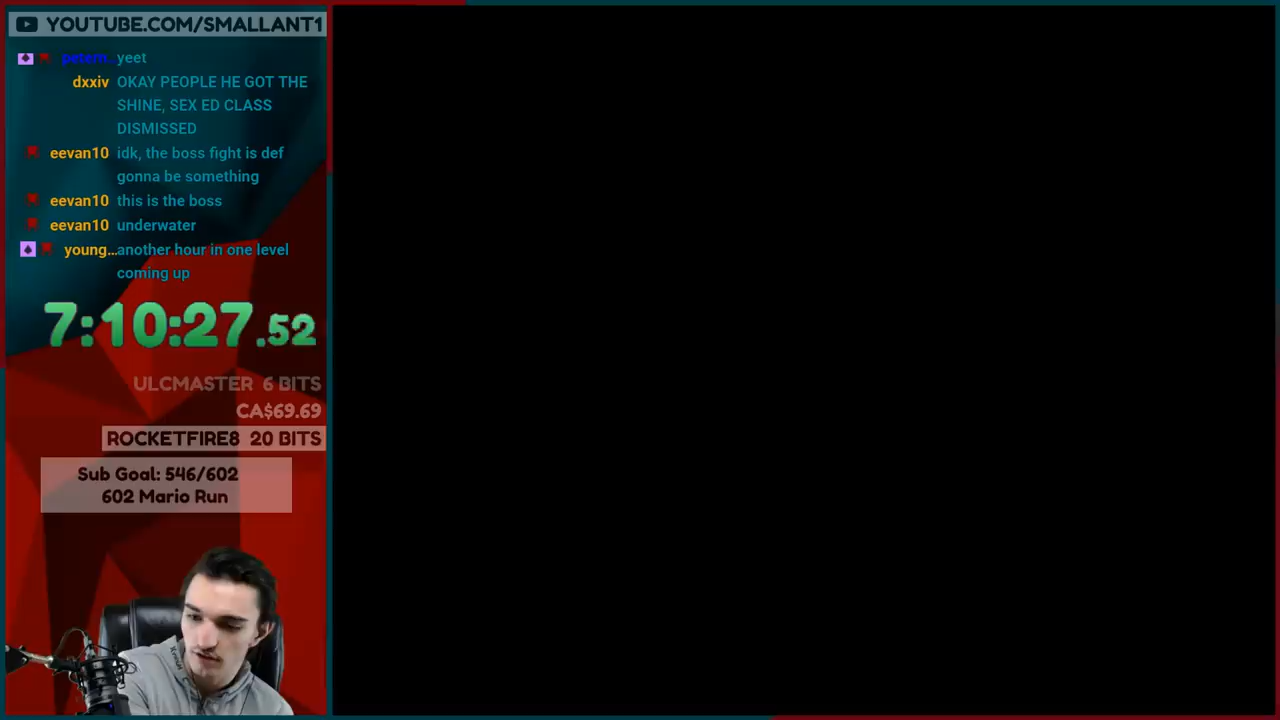 YOUTUBE.COM/SMALLANT1
petern… yeet
dxxiv OKAY PEOPLE HE GOT THE
SHINE, SEX ED CLASS
DISMISSED
eevan10 idk, the boss fight is def
gonna be something
eevan10 this is the boss
eevan10 underwater
young… another hour in one level
coming up
7:10:27.52
ULCMASTER 6 BITS
CA$69.69
ROCKETFIRE8 20 BITS
Sub Goal: 546/602
602 Mario Run